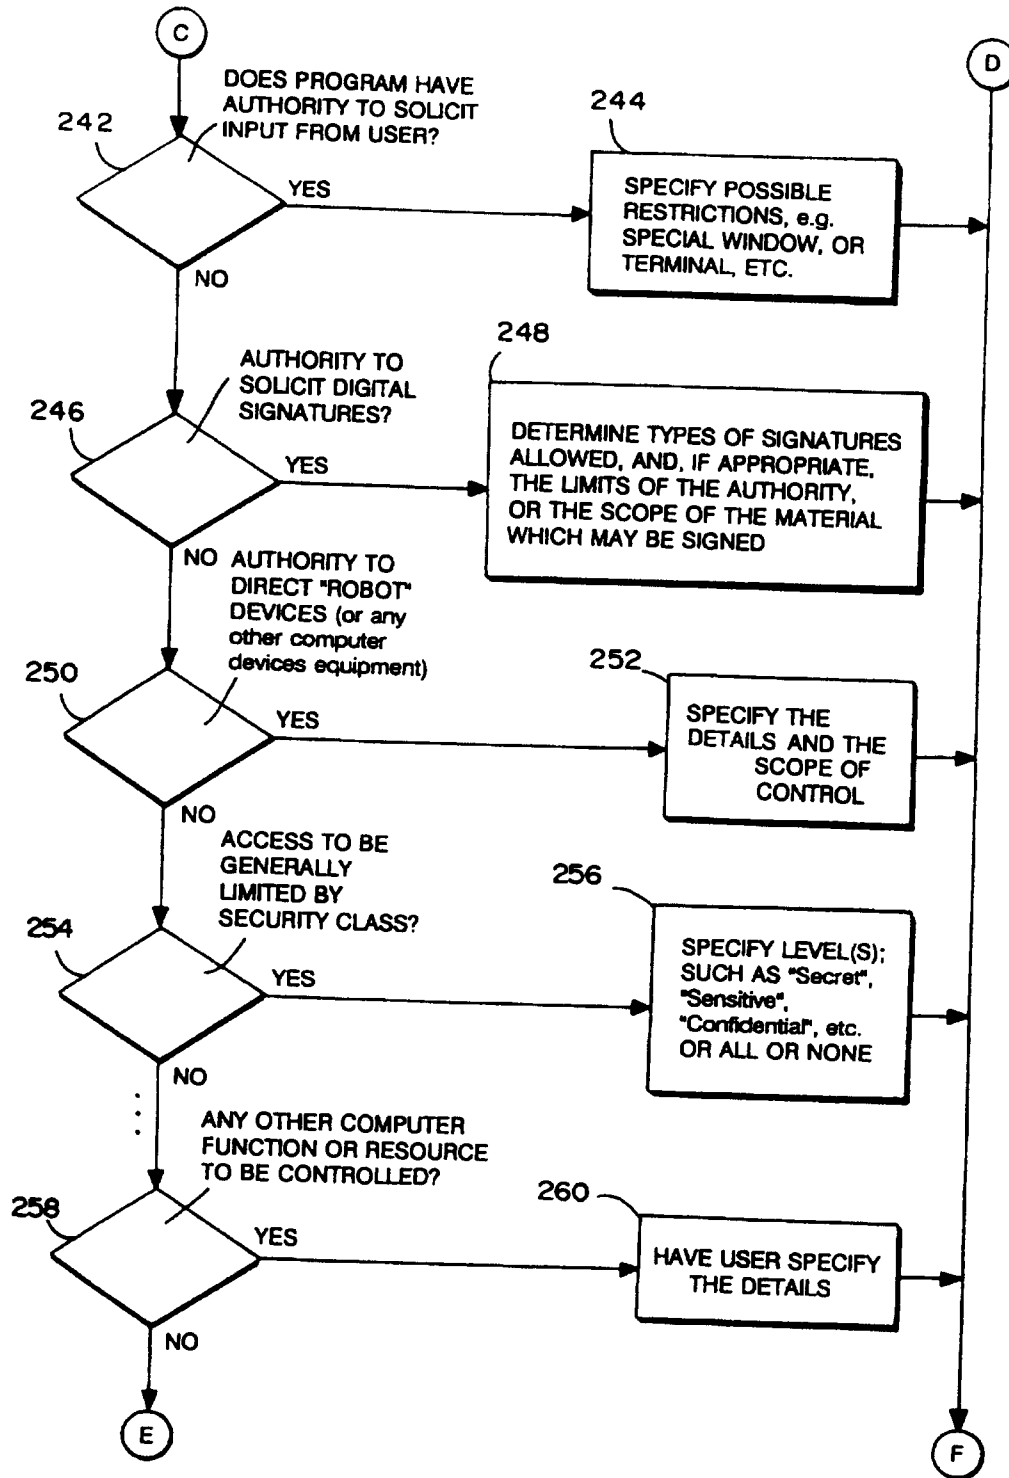 C
D
DOES PROGRAM HAVE
AUTHORITY TO SOLICIT
INPUT FROM USER?
242
YES
NO
244
SPECIFY POSSIBLE
RESTRICTIONS, e.g.
SPECIAL WINDOW, OR
TERMINAL, ETC.
AUTHORITY TO
SOLICIT DIGITAL
SIGNATURES?
246
YES
NO
248
DETERMINE TYPES OF SIGNATURES
ALLOWED, AND, IF APPROPRIATE,
THE LIMITS OF THE AUTHORITY,
OR THE SCOPE OF THE MATERIAL
WHICH MAY BE SIGNED
AUTHORITY TO
DIRECT "ROBOT"
DEVICES (or any
other computer
devices equipment)
250
YES
NO
252
SPECIFY THE
DETAILS AND THE
SCOPE OF
CONTROL
ACCESS TO BE
GENERALLY
LIMITED BY
SECURITY CLASS?
254
YES
NO
256
SPECIFY LEVEL(S);
SUCH AS "Secret",
"Sensitive",
"Confidential", etc.
OR ALL OR NONE
ANY OTHER COMPUTER
FUNCTION OR RESOURCE
TO BE CONTROLLED?
258
YES
NO
260
HAVE USER SPECIFY
THE DETAILS
E
F